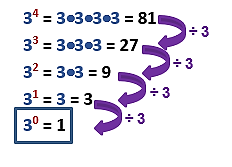 3⁴ = 3•3•3•3 = 81
÷ 3
3³ = 3•3•3 = 27
÷ 3
3² = 3•3 = 9
÷ 3
3¹ = 3 = 3
÷ 3
3⁰ = 1